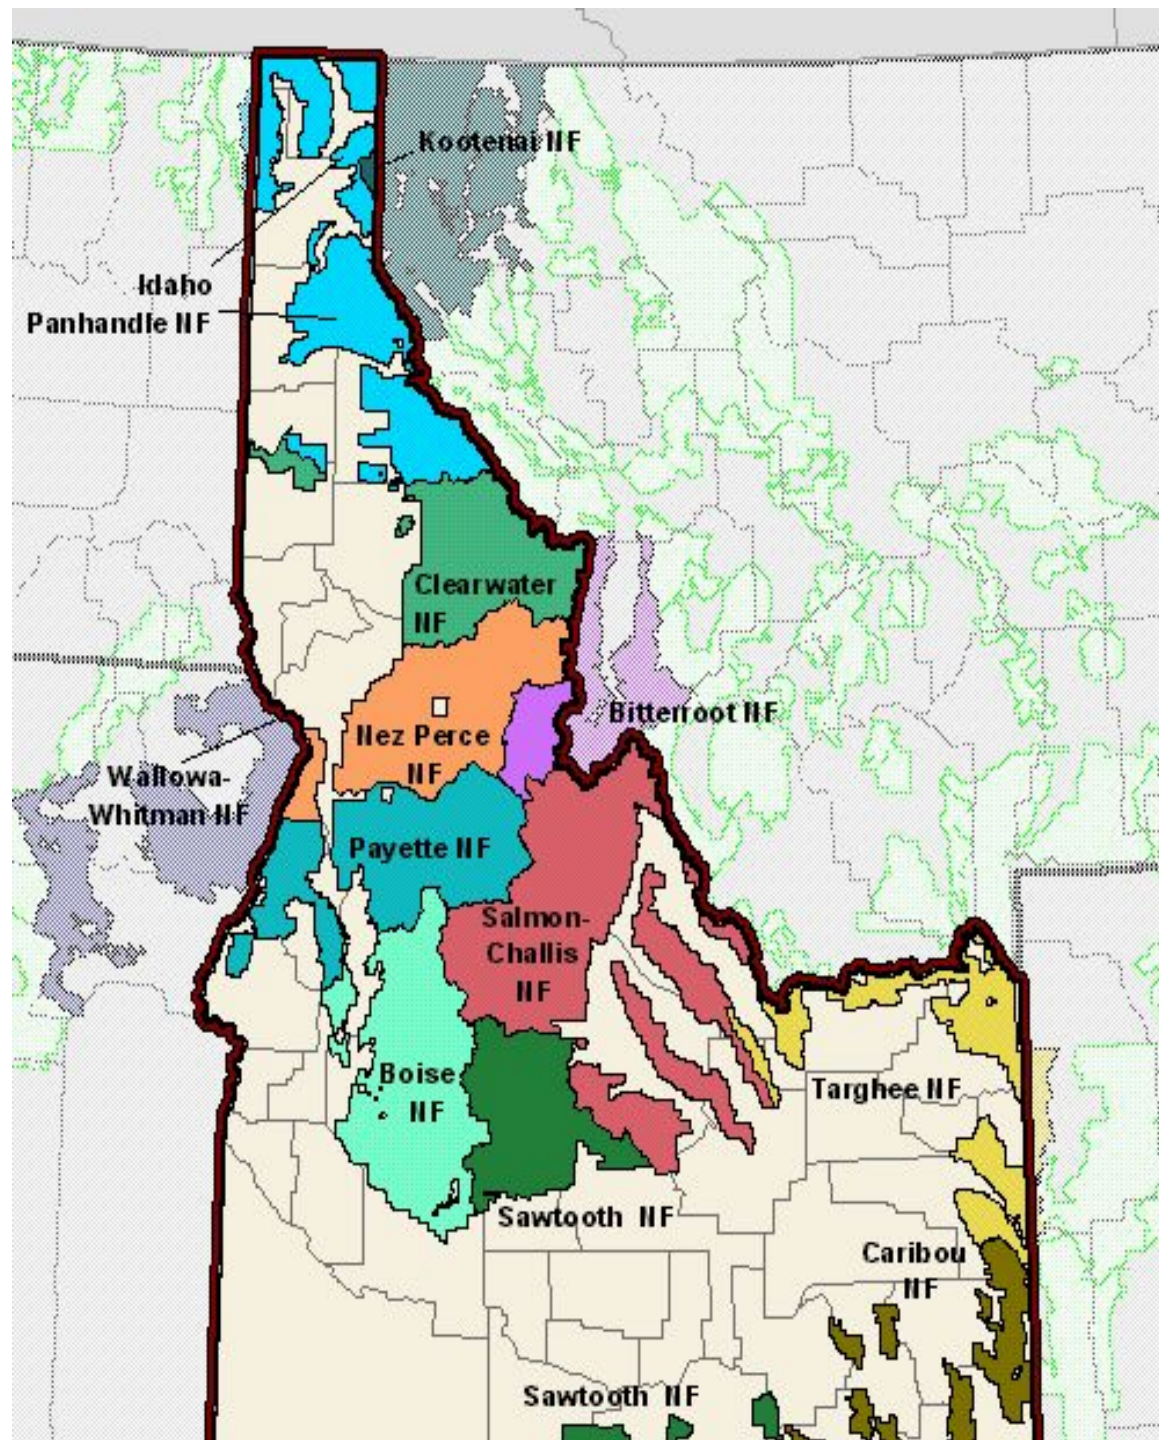 Kootenai NF
Idaho
Panhandle NF
Clearwater
NF
Bitterroot NF
Nez Perce
NF
Wallowa-
Whitman NF
Payette NF
Salmon-
Challis
NF
Boise
NF
Targhee NF
Sawtooth NF
Caribou
NF
Sawtooth NF